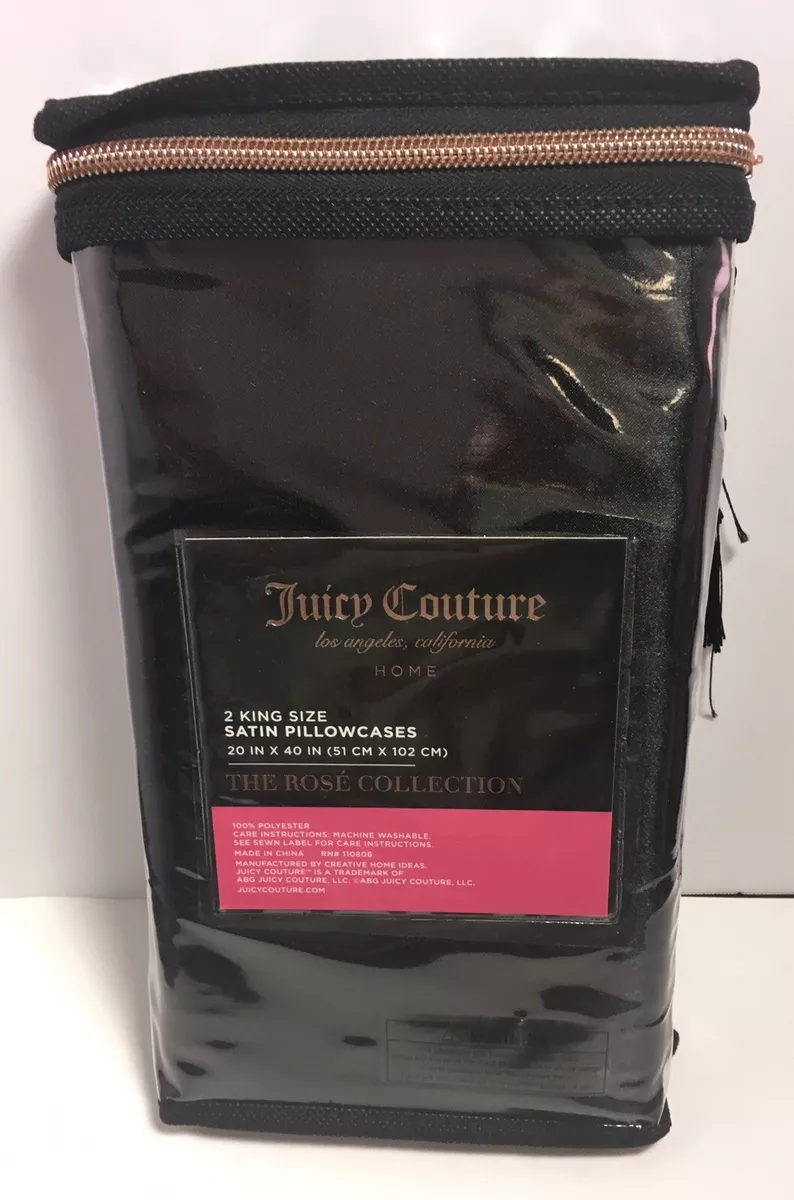 Juicy Couture
los angeles, california
HOME
2 KING SIZE
SATIN PILLOWCASES
20 IN X 40 IN (51 CM X 102 CM)
THE ROSÉ COLLECTION
100% POLYESTER
CARE INSTRUCTIONS: MACHINE WASHABLE.
SEE SEWN LABEL FOR CARE INSTRUCTIONS.
MADE IN CHINA RN# 110806
MANUFACTURED BY CREATIVE HOME IDEAS.
JUICY COUTURE™ IS A TRADEMARK OF
ABG JUICY COUTURE, LLC. ©ABG JUICY COUTURE, LLC.
JUICYCOUTURE.COM